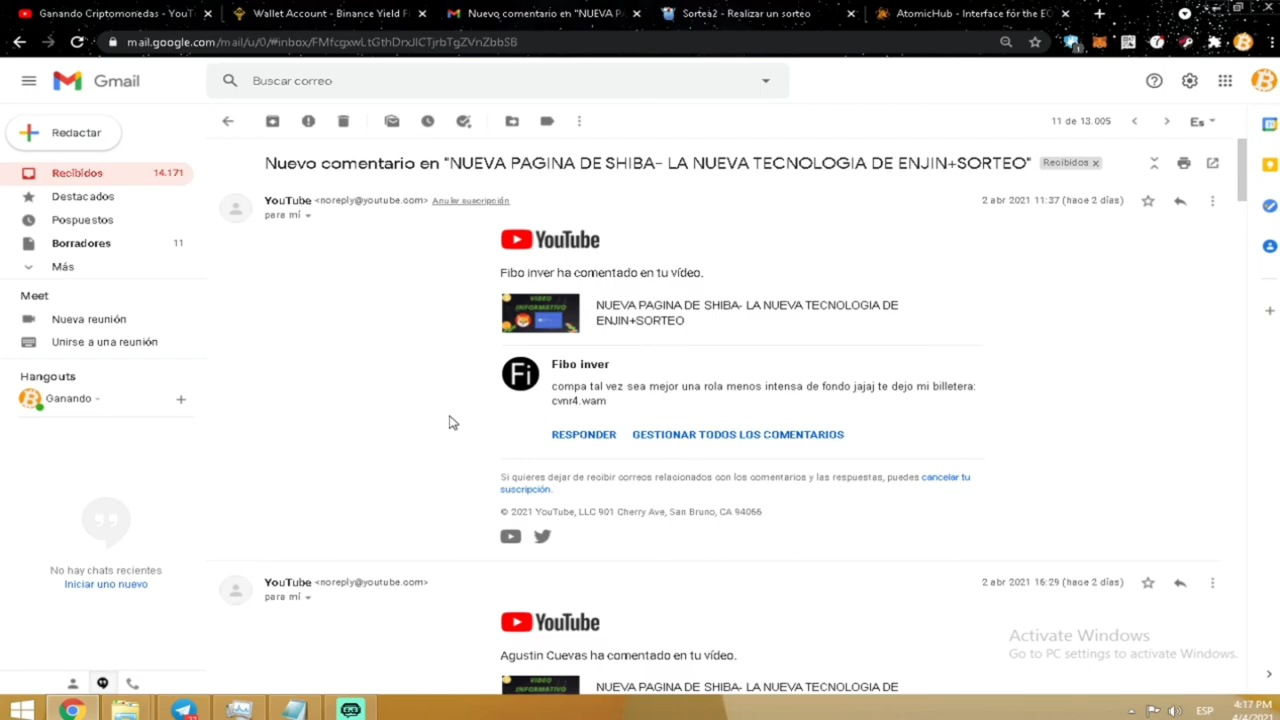 Ganando Criptomonedas - YouT
Wallet Account - Binance Yield F
Nuevo comentario en "NUEVA P
Sortea2 - Realizar un sorteo
AtomicHub - Interface for the EO
mail.google.com/mail/u/0/#inbox/FMfcgxwLtGthDrxJlCTjrbTgZVnZbbSB
Gmail
Buscar correo
Redactar
11 de 13.005
Es
Recibidos 14.171
Destacados
Pospuestos
Borradores 11
Más
Meet
Nueva reunión
Unirse a una reunión
Hangouts
Ganando
No hay chats recientes
Iniciar uno nuevo
Nuevo comentario en "NUEVA PAGINA DE SHIBA- LA NUEVA TECNOLOGIA DE ENJIN+SORTEO" Recibidos x
YouTube <noreply@youtube.com> Anular suscripción
2 abr 2021 11:37 (hace 2 días)
para mí
YouTube
Fibo inver ha comentado en tu vídeo.
VIDEO
INFORMATIVO
NUEVA PAGINA DE SHIBA- LA NUEVA TECNOLOGIA DE
ENJIN+SORTEO
Fi
Fibo inver
compa tal vez sea mejor una rola menos intensa de fondo jajaj te dejo mi billetera:
cvnr4.wam
RESPONDER GESTIONAR TODOS LOS COMENTARIOS
Si quieres dejar de recibir correos relacionados con los comentarios y las respuestas, puedes cancelar tu
suscripción.
© 2021 YouTube, LLC 901 Cherry Ave, San Bruno, CA 94066
YouTube <noreply@youtube.com>
2 abr 2021 16:29 (hace 2 días)
para mí
YouTube
Agustin Cuevas ha comentado en tu vídeo.
VIDEO
NUEVA PAGINA DE SHIBA- LA NUEVA TECNOLOGIA DE
Activate Windows
Go to PC settings to activate Windows.
ESP
4:17 PM
4/4/2021